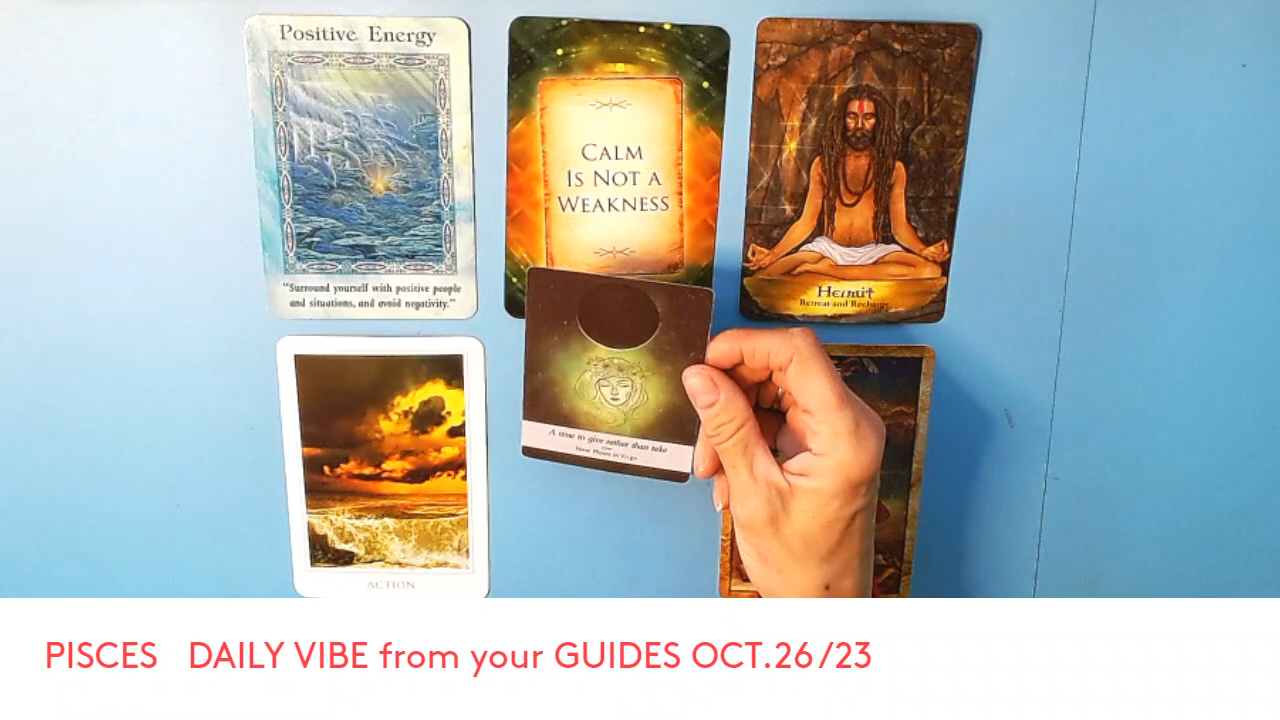 Positive Energy
"Surround yourself with positive people
and situations, and avoid negativity."
CALM
IS NOT A
WEAKNESS
Hermit
Retreat and Recharge
A time to give rather than take
New Moon in Virgo
ACTION
PISCES DAILY VIBE from your GUIDES OCT.26/23